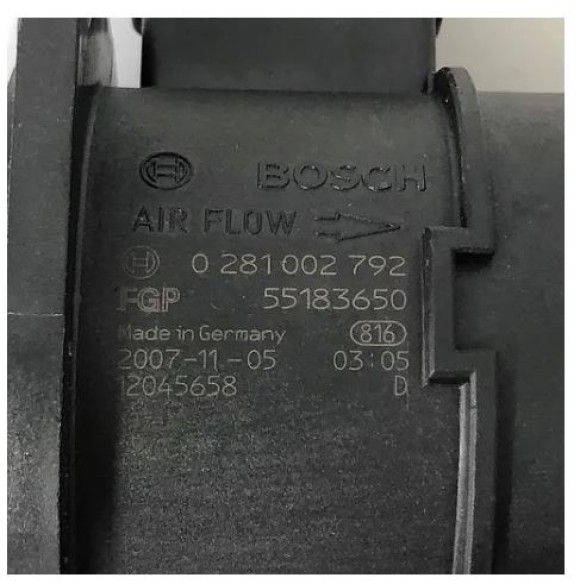 BOSCH
AIR FLOW
0 281 002 792
FGP 55183650
Made in Germany 816
2007-11-05 03:05
12045658 D